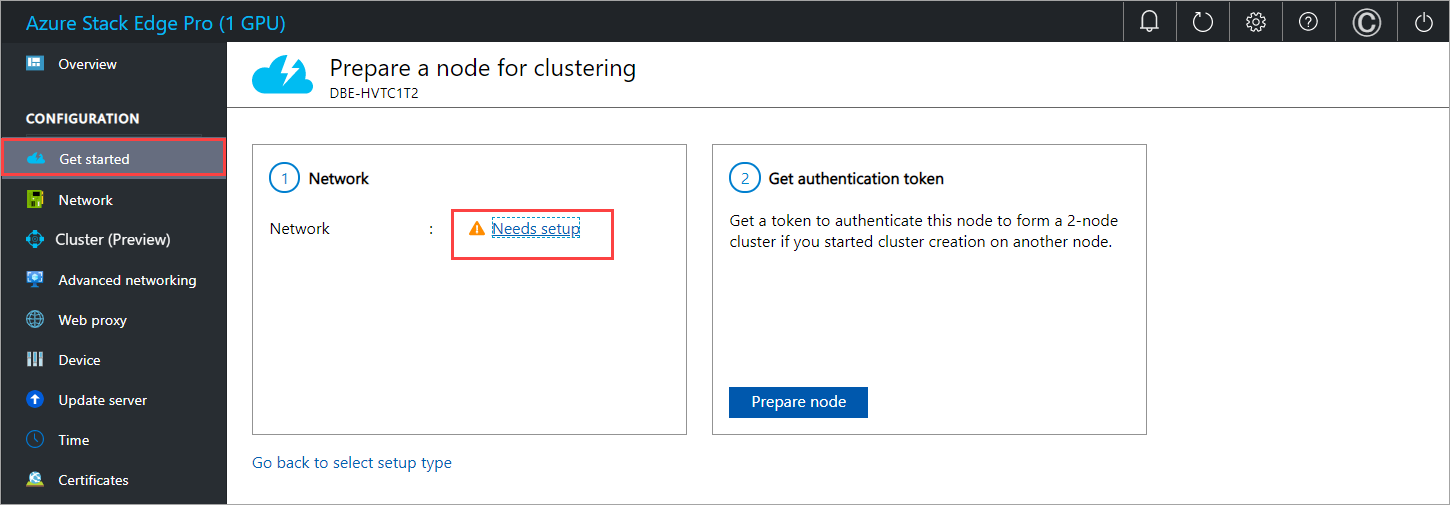 Azure Stack Edge Pro (1 GPU)
Overview
CONFIGURATION
Get started
Network
Cluster (Preview)
Advanced networking
Web proxy
Device
Update server
Time
Certificates
Prepare a node for clustering
DBE-HVTC1T2
1 Network
Network : Needs setup
2 Get authentication token
Get a token to authenticate this node to form a 2-node
cluster if you started cluster creation on another node.
Prepare node
Go back to select setup type